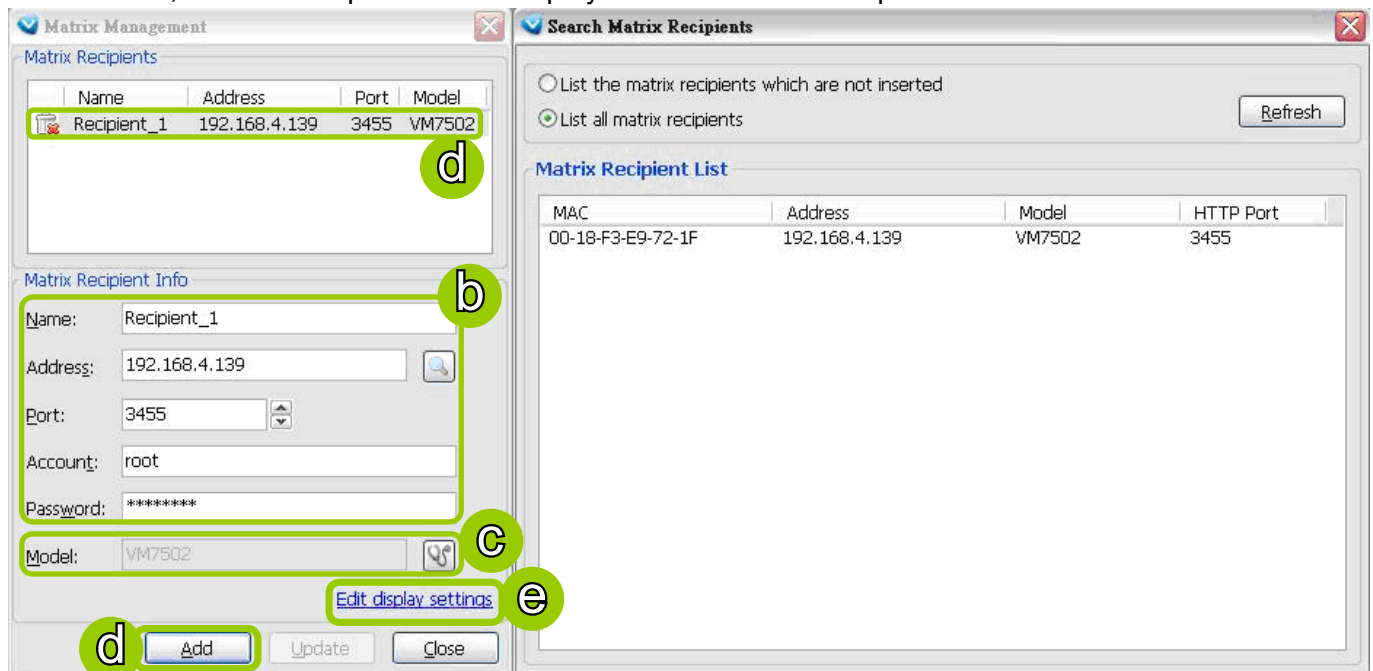 Matrix Management
Matrix Recipients
Name Address Port Model
Recipient_1 192.168.4.139 3455 VM7502
d
Matrix Recipient Info
b
Name: Recipient_1
Address: 192.168.4.139
Port: 3455
Account: root
Password: ********
c
Model: VM7502
Edit display settings
e
d
Add Update Close
Search Matrix Recipients
List the matrix recipients which are not inserted
List all matrix recipients
Refresh
Matrix Recipient List
MAC Address Model HTTP Port
00-18-F3-E9-72-1F 192.168.4.139 VM7502 3455